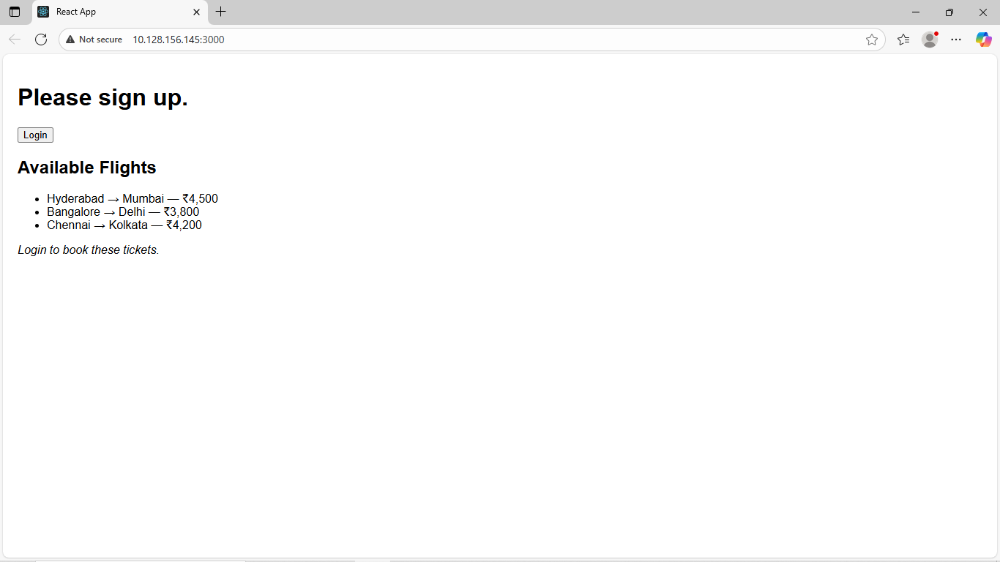 React App
Not secure
10.128.156.145:3000
Please sign up.
Login
Available Flights
• Hyderabad → Mumbai — ₹4,500
• Bangalore → Delhi — ₹3,800
• Chennai → Kolkata — ₹4,200
Login to book these tickets.